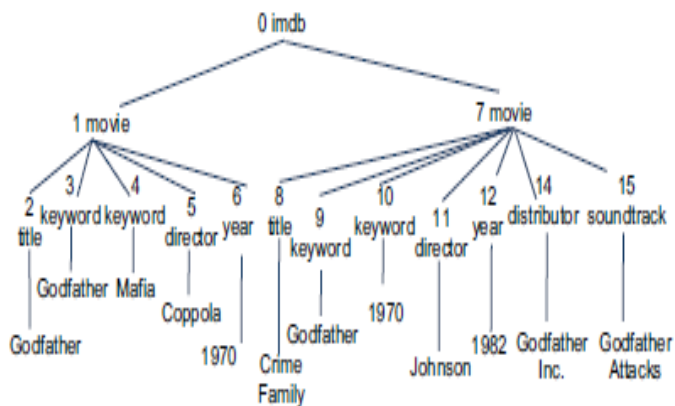 0 imdb
1 movie
7 movie
2
title
3
keyword
4
keyword
5
director
6
year
8
title
9
keyword
10
keyword
11
director
12
year
14
distributor
15
soundtrack
Godfather
Godfather
Mafia
Coppola
1970
Crime
Family
Godfather
1970
Johnson
1982
Godfather
Inc.
Godfather
Attacks